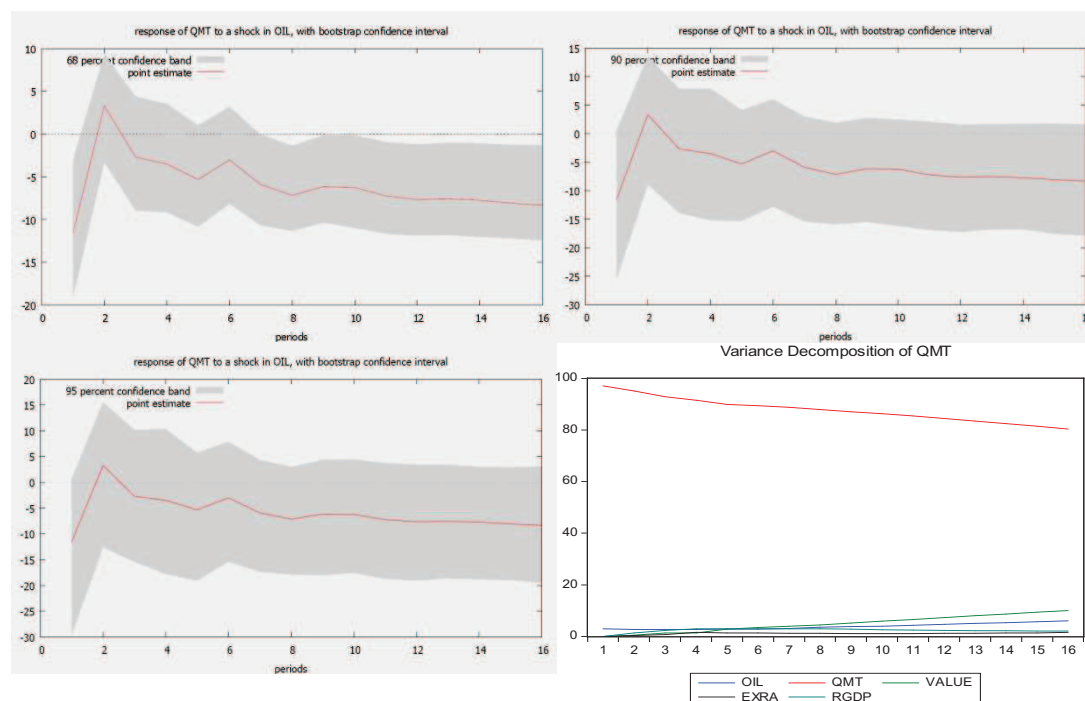 response of QMT to a shock in OIL, with bootstrap confidence interval
68 percent confidence band
point estimate
10
5
0
-5
-10
-15
-20
0 2 4 6 8 10 12 14 16
periods
response of QMT to a shock in OIL, with bootstrap confidence interval
90 percent confidence band
point estimate
15
10
5
0
-5
-10
-15
-20
-25
-30
0 2 4 6 8 10 12 14
periods
response of QMT to a shock in OIL, with bootstrap confidence interval
95 percent confidence band
point estimate
20
15
10
5
0
-5
-10
-15
-20
-25
-30
0 2 4 6 8 10 12 14 16
periods
Variance Decomposition of QMT
100
80
60
40
20
0
1 2 3 4 5 6 7 8 9 10 11 12 13 14 15 16
OIL QMT VALUE
EXRA RGDP